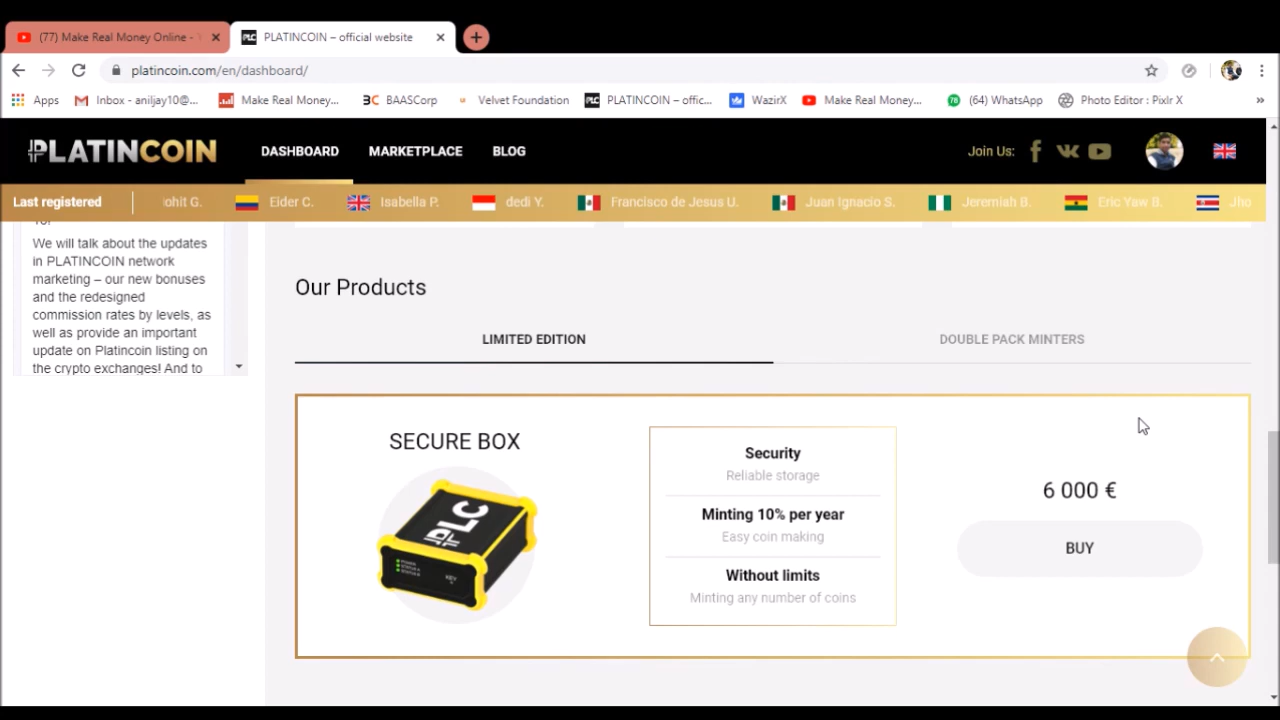 (77) Make Real Money Online -
PLATINCOIN – official website
platincoin.com/en/dashboard/
Apps
Inbox - aniljay10@...
Make Real Money...
BAASCorp
Velvet Foundation
PLATINCOIN – offic...
WazirX
Make Real Money...
(64) WhatsApp
Photo Editor : Pixlr X
»
PLATINCOIN
DASHBOARD
MARKETPLACE
BLOG
Join Us:
Last registered
ohit G.
Eider C.
Isabella P.
dedi Y.
Francisco de Jesus U.
Juan Ignacio S.
Jeremiah B.
Eric Yaw B.
Jho
We will talk about the updates
in PLATINCOIN network
marketing – our new bonuses
and the redesigned
commission rates by levels, as
well as provide an important
update on Platincoin listing on
the crypto exchanges! And to
Our Products
LIMITED EDITION
DOUBLE PACK MINTERS
SECURE BOX
PLC
KEY
Security
Reliable storage
Minting 10% per year
Easy coin making
Without limits
Minting any number of coins
6 000 €
BUY